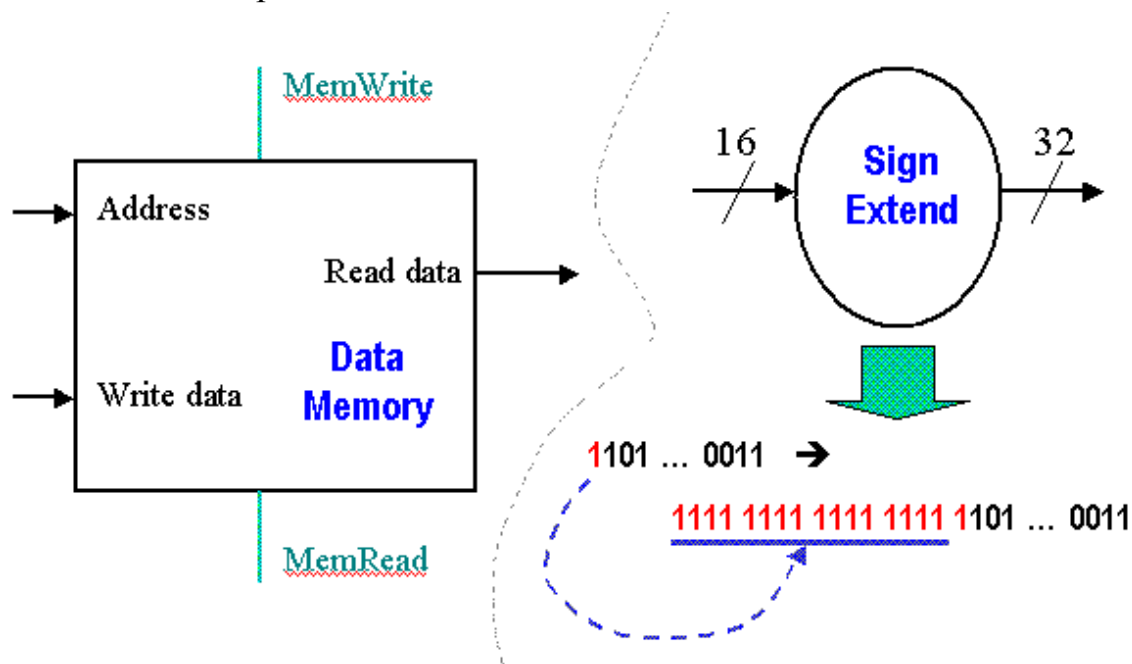 MemWrite
Address
Read data
Data
Memory
Write data
MemRead
16
Sign
Extend
32
1101 ... 0011 →
1111 1111 1111 1111 1101 ... 0011